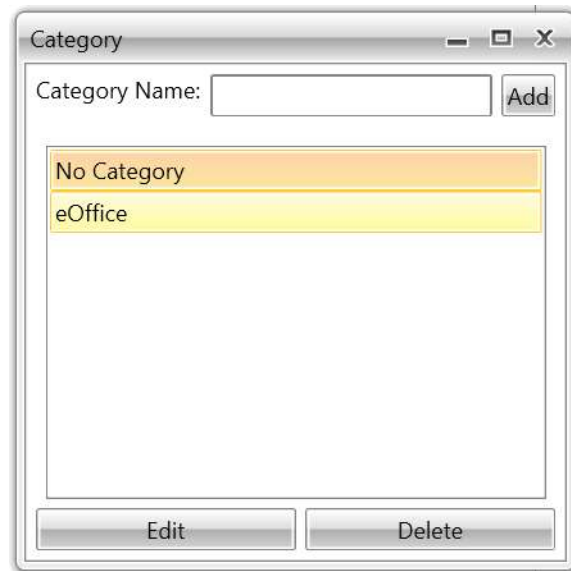 Category
Category Name: Add
No Category
eOffice
Edit Delete